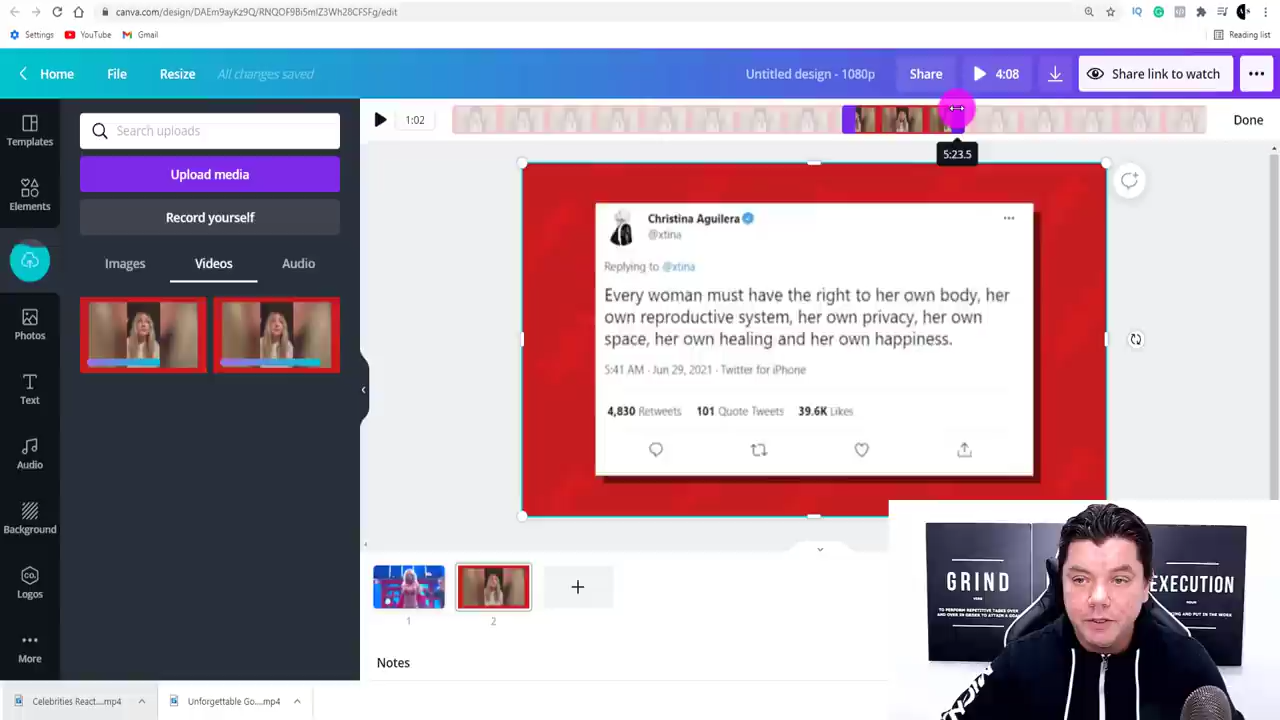 canva.com/design/DAEm9ayKz9Q/RNQOF9Bi5mIZ3Wh28CFSFg/edit
Settings
YouTube
Gmail
Reading list
Home
File
Resize
All changes saved
Untitled design - 1080p
Share
4:08
Share link to watch
Templates
Elements
Photos
Text
Audio
Background
CO.
Logos
More
Search uploads
Upload media
Record yourself
Images
Videos
Audio
1:02
Done
5:23.5
Christina Aguilera
@xtina
Replying to @xtina
Every woman must have the right to her own body, her
own reproductive system, her own privacy, her own
space, her own healing and her own happiness.
5:41 AM · Jun 29, 2021 · Twitter for iPhone
4,830 Retweets 101 Quote Tweets 39.6K Likes
1
2
Notes
GRIND
EXECUTION
Celebrities React....mp4
Unforgettable Go....mp4